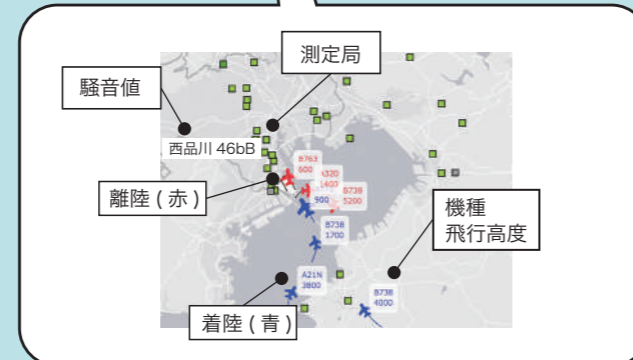 測定局
騒音値
西品川 46bB
B763
600
A320
1400
B738
5200
900
離陸 ( 赤 )
機種
飛行高度
B738
1700
A21N
3800
B738
4000
着陸 ( 青 )